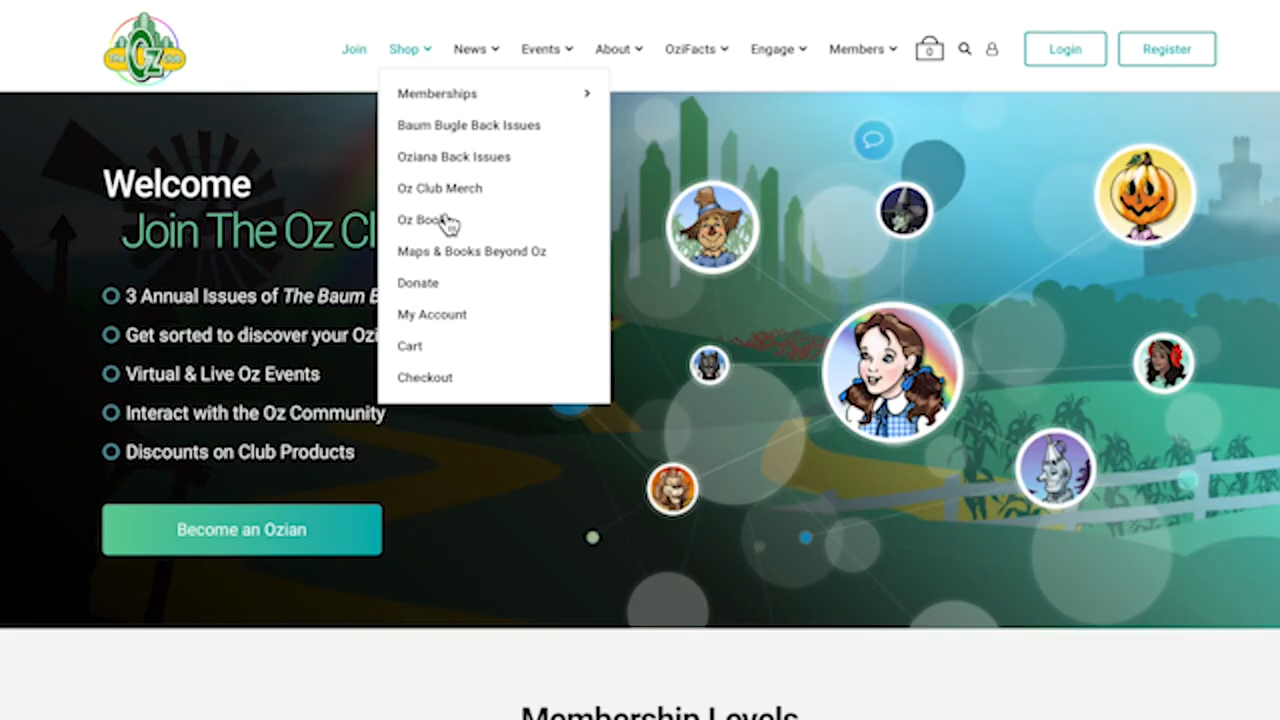 The Oz Club
Join Shop News Events About OziFacts Engage Members 0 Login Register
Memberships
Baum Bugle Back Issues
Oziana Back Issues
Oz Club Merch
Oz
Maps & Books Beyond Oz
Donate
My Account
Cart
Checkout
Welcome
Join The Oz
3 Annual Issues of The Baum
Get sorted to discover your
Virtual & Live Oz Events
Interact with the Oz Community
Discounts on Club Products
Become an Ozian
Membership Levels